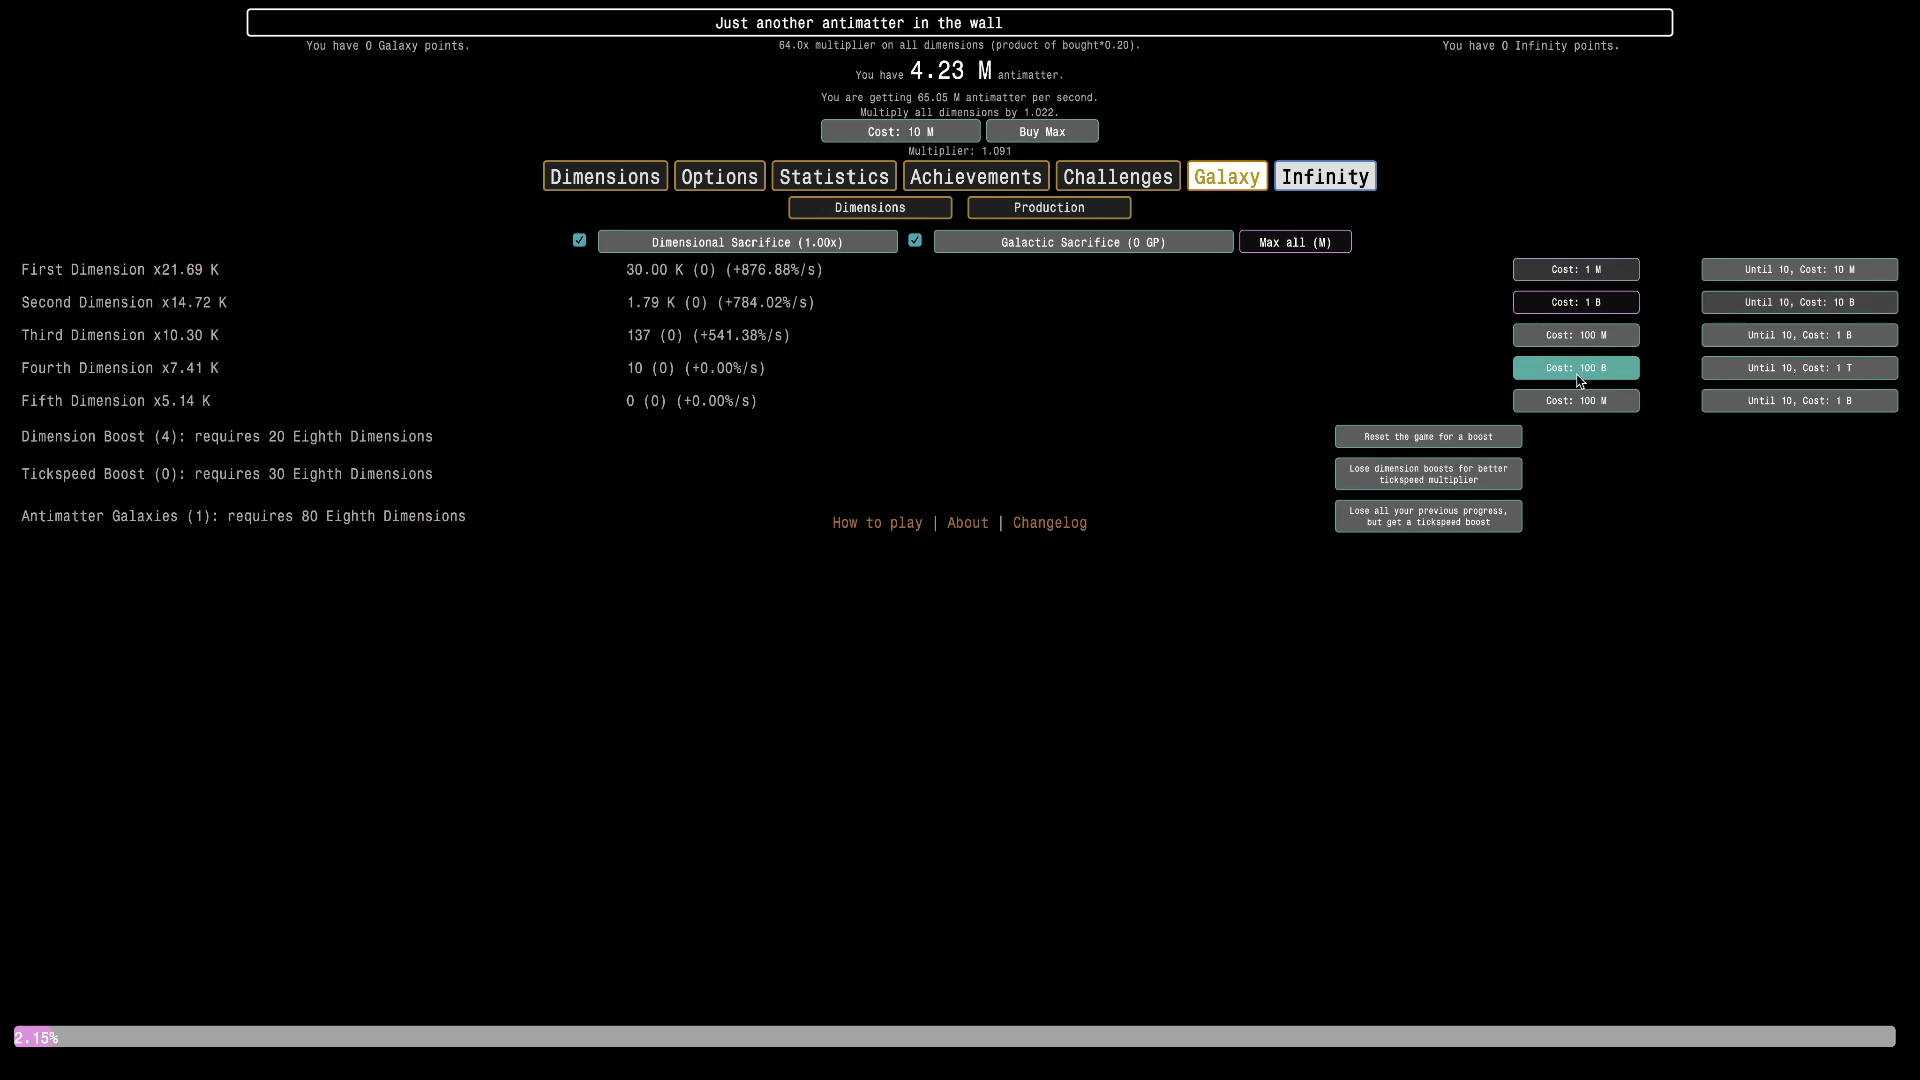 Just another antimatter in the wall
You have 0 Galaxy points.
64.0x multiplier on all dimensions (product of bought*0.20).
You have 0 Infinity points.
You have 4.23 M antimatter.
You are getting 65.05 M antimatter per second.
Multiply all dimensions by 1.022.
Cost: 10 M
Buy Max
Multiplier: 1.091
Dimensions
Options
Statistics
Achievements
Challenges
Galaxy
Infinity
Dimensions
Production
Dimensional Sacrifice (1.00x)
Galactic Sacrifice (0 GP)
Max all (M)
First Dimension x21.69 K
30.00 K (0) (+876.88%/s)
Cost: 1 M
Until 10, Cost: 10 M
Second Dimension x14.72 K
1.79 K (0) (+784.02%/s)
Cost: 1 B
Until 10, Cost: 10 B
Third Dimension x10.30 K
137 (0) (+541.38%/s)
Cost: 100 M
Until 10, Cost: 1 B
Fourth Dimension x7.41 K
10 (0) (+0.00%/s)
Cost: 100 B
Until 10, Cost: 1 T
Fifth Dimension x5.14 K
0 (0) (+0.00%/s)
Cost: 100 M
Until 10, Cost: 1 B
Dimension Boost (4): requires 20 Eighth Dimensions
Reset the game for a boost
Tickspeed Boost (0): requires 30 Eighth Dimensions
Lose dimension boosts for better
tickspeed multiplier
Antimatter Galaxies (1): requires 80 Eighth Dimensions
Lose all your previous progress,
but get a tickspeed boost
How to play | About | Changelog
2.15%